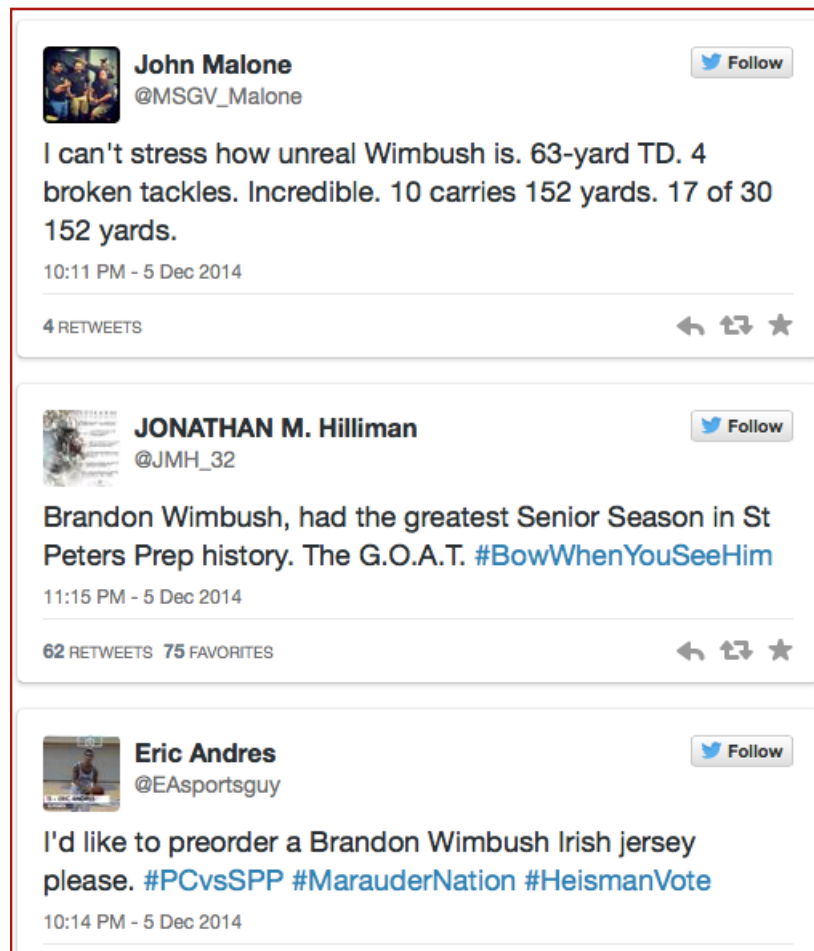 John Malone
Follow
@MSGV_Malone
I can't stress how unreal Wimbush is. 63-yard TD. 4
broken tackles. Incredible. 10 carries 152 yards. 17 of 30
152 yards.
10:11 PM - 5 Dec 2014
4 RETWEETS
JONATHAN M. Hilliman
Follow
@JMH_32
Brandon Wimbush, had the greatest Senior Season in St
Peters Prep history. The G.O.A.T. #BowWhenYouSeeHim
11:15 PM - 5 Dec 2014
62 RETWEETS 75 FAVORITES
Eric Andres
Follow
@EAsportsguy
ERIC ANDRES
I'd like to preorder a Brandon Wimbush Irish jersey
please. #PCvsSPP #MarauderNation #HeismanVote
10:14 PM - 5 Dec 2014